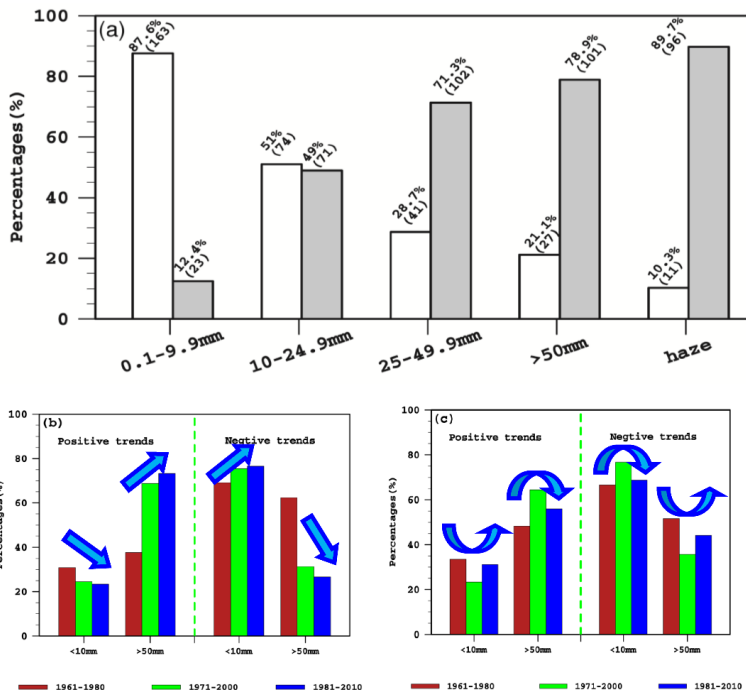 (a)
Percentages(%)
100
80
60
40
20
0
87.6%
(163)
12.4%
(23)
51%
(74)
49%
(71)
28.7%
(41)
71.3%
(102)
21.1%
(27)
78.9%
(101)
10.3%
(11)
89.7%
(96)
0.1-9.9mm
10-24.9mm
25-49.9mm
>50mm
haze
(b)
Positive trends
Negtive trends
Percentages(%)
100
80
60
40
20
0
<10mm
>50mm
<10mm
>50mm
1961-1980
1971-2000
1981-2010
(c)
Positive trends
Negtive trends
Percentages(%)
100
80
60
40
20
0
<10mm
>50mm
<10mm
>50mm
1961-1980
1971-2000
1981-2010